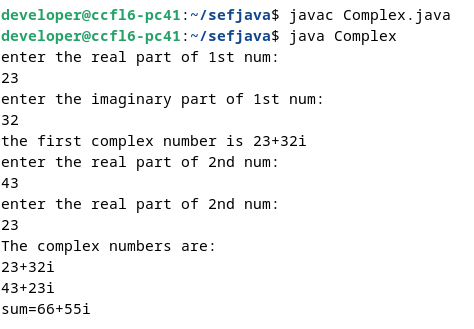 developer@ccfl6-pc41:~/sefjava$ javac Complex.java
developer@ccfl6-pc41:~/sefjava$ java Complex
enter the real part of 1st num:
23
enter the imaginary part of 1st num:
32
the first complex number is 23+32i
enter the real part of 2nd num:
43
enter the real part of 2nd num:
23
The complex numbers are:
23+32i
43+23i
sum=66+55i